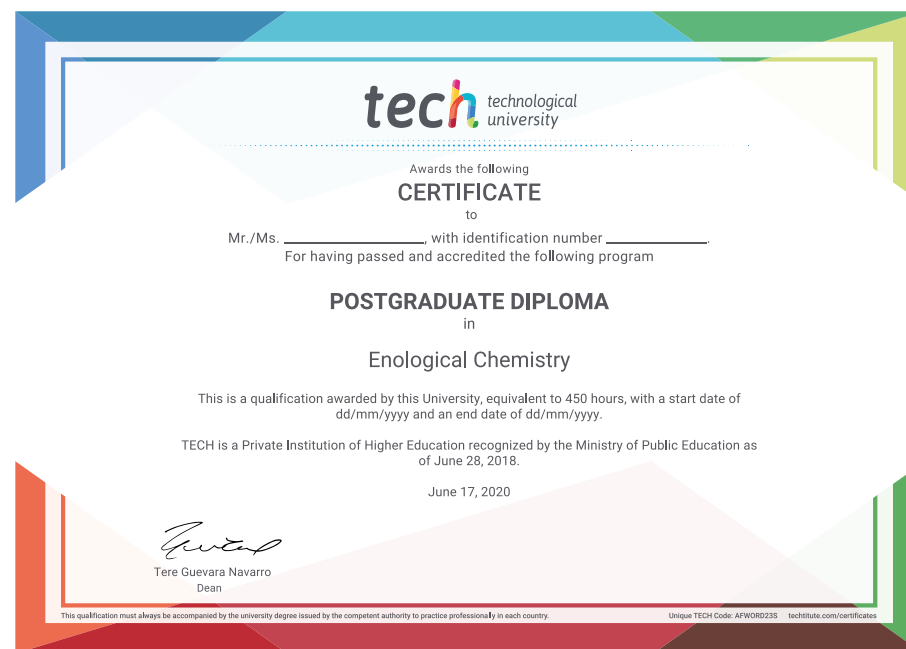 tech technological
university
Awards the following
CERTIFICATE
to
Mr./Ms. ____________________, with identification number ______________.
For having passed and accredited the following program
POSTGRADUATE DIPLOMA
in
Enological Chemistry
This is a qualification awarded by this University, equivalent to 450 hours, with a start date of
dd/mm/yyyy and an end date of dd/mm/yyyy.
TECH is a Private Institution of Higher Education recognized by the Ministry of Public Education as
of June 28, 2018.
June 17, 2020
Tere Guevara Navarro
Dean
This qualification must always be accompanied by the university degree issued by the competent authority to practice professionally in each country. Unique TECH Code: AFWORD23S techtitute.com/certificates